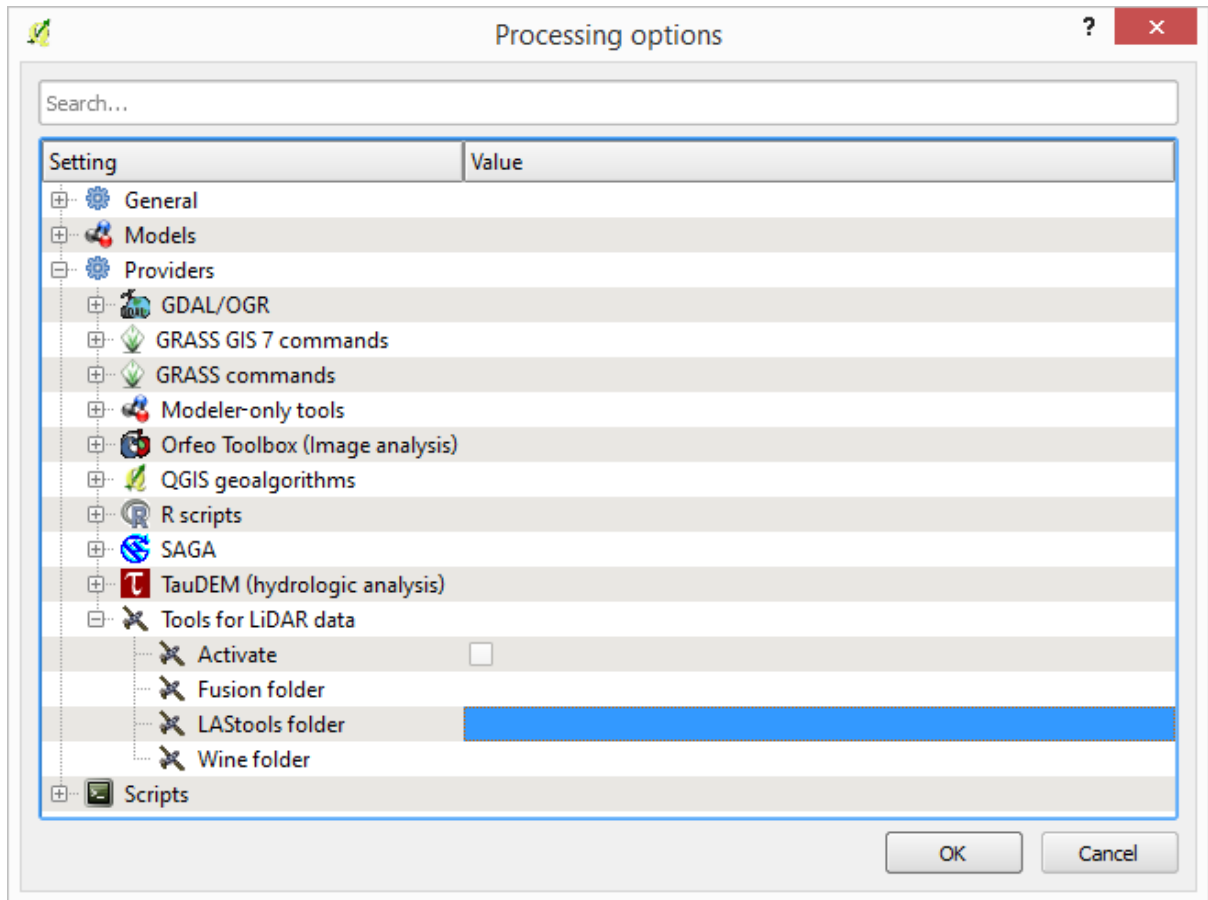 Processing options ?
Search...
Setting Value
General
Models
Providers
GDAL/OGR
GRASS GIS 7 commands
GRASS commands
Modeler-only tools
Orfeo Toolbox (Image analysis)
QGIS geoalgorithms
R scripts
SAGA
TauDEM (hydrologic analysis)
Tools for LiDAR data
Activate
Fusion folder
LAStools folder
Wine folder
Scripts
OK Cancel